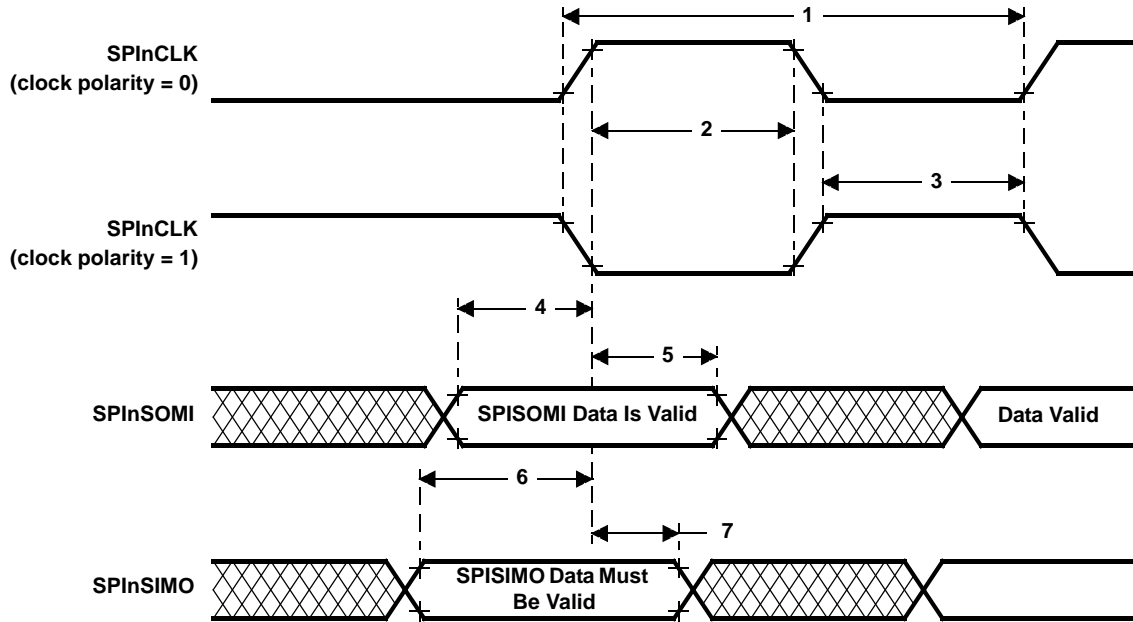 1
SPInCLK
(clock polarity = 0)
2
3
SPInCLK
(clock polarity = 1)
4
5
SPInSOMI
SPISOMI Data Is Valid
Data Valid
6
7
SPInSIMO
SPISIMO Data Must
Be Valid